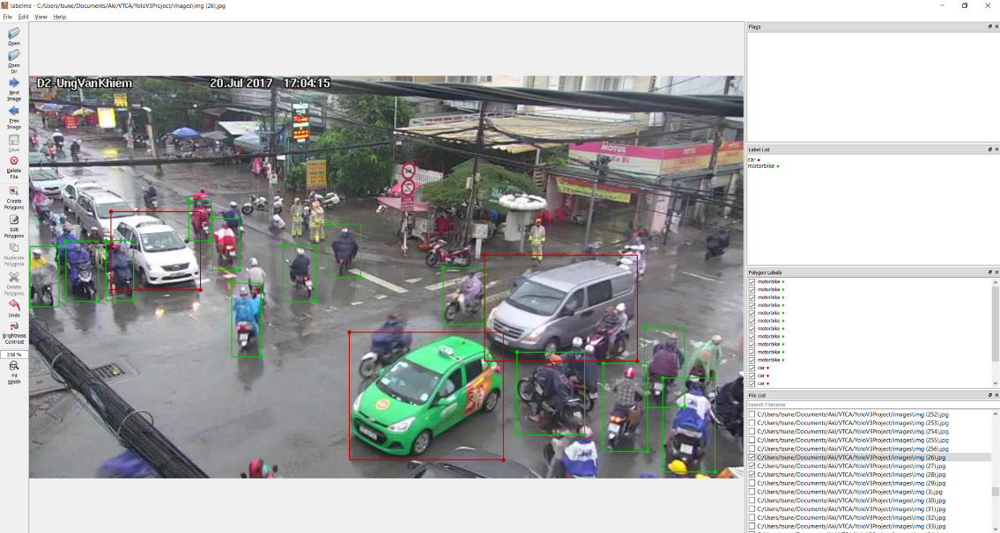 labelme - C:/Users/tsune/Documents/Aki/VTCA/YoloV3Project/images\img (26).jpg
File Edit View Help
Open
Open
Dir
Next
Image
Prev
Image
Save
Delete
File
Create
Polygons
Edit
Polygons
Duplicate
Polygons
Delete
Polygons
Undo
Brightness
Contrast
238 %
Fit
Width
D2-UngVanKhiem 20.Jul 2017 17:04:15
MOTUL
Xe Bi
Flags
Label List
car
motorbike
Polygon Labels
motorbike
motorbike
motorbike
motorbike
motorbike
motorbike
motorbike
motorbike
motorbike
motorbike
motorbike
car
car
car
File List
Search Filename
C:/Users/tsune/Documents/Aki/VTCA/YoloV3Project/images\img (252).jpg
C:/Users/tsune/Documents/Aki/VTCA/YoloV3Project/images\img (253).jpg
C:/Users/tsune/Documents/Aki/VTCA/YoloV3Project/images\img (254).jpg
C:/Users/tsune/Documents/Aki/VTCA/YoloV3Project/images\img (255).jpg
C:/Users/tsune/Documents/Aki/VTCA/YoloV3Project/images\img (256).jpg
C:/Users/tsune/Documents/Aki/VTCA/YoloV3Project/images\img (26).jpg
C:/Users/tsune/Documents/Aki/VTCA/YoloV3Project/images\img (27).jpg
C:/Users/tsune/Documents/Aki/VTCA/YoloV3Project/images\img (28).jpg
C:/Users/tsune/Documents/Aki/VTCA/YoloV3Project/images\img (29).jpg
C:/Users/tsune/Documents/Aki/VTCA/YoloV3Project/images\img (3).jpg
C:/Users/tsune/Documents/Aki/VTCA/YoloV3Project/images\img (30).jpg
C:/Users/tsune/Documents/Aki/VTCA/YoloV3Project/images\img (31).jpg
C:/Users/tsune/Documents/Aki/VTCA/YoloV3Project/images\img (32).jpg
C:/Users/tsune/Documents/Aki/VTCA/YoloV3Project/images\img (33).jpg